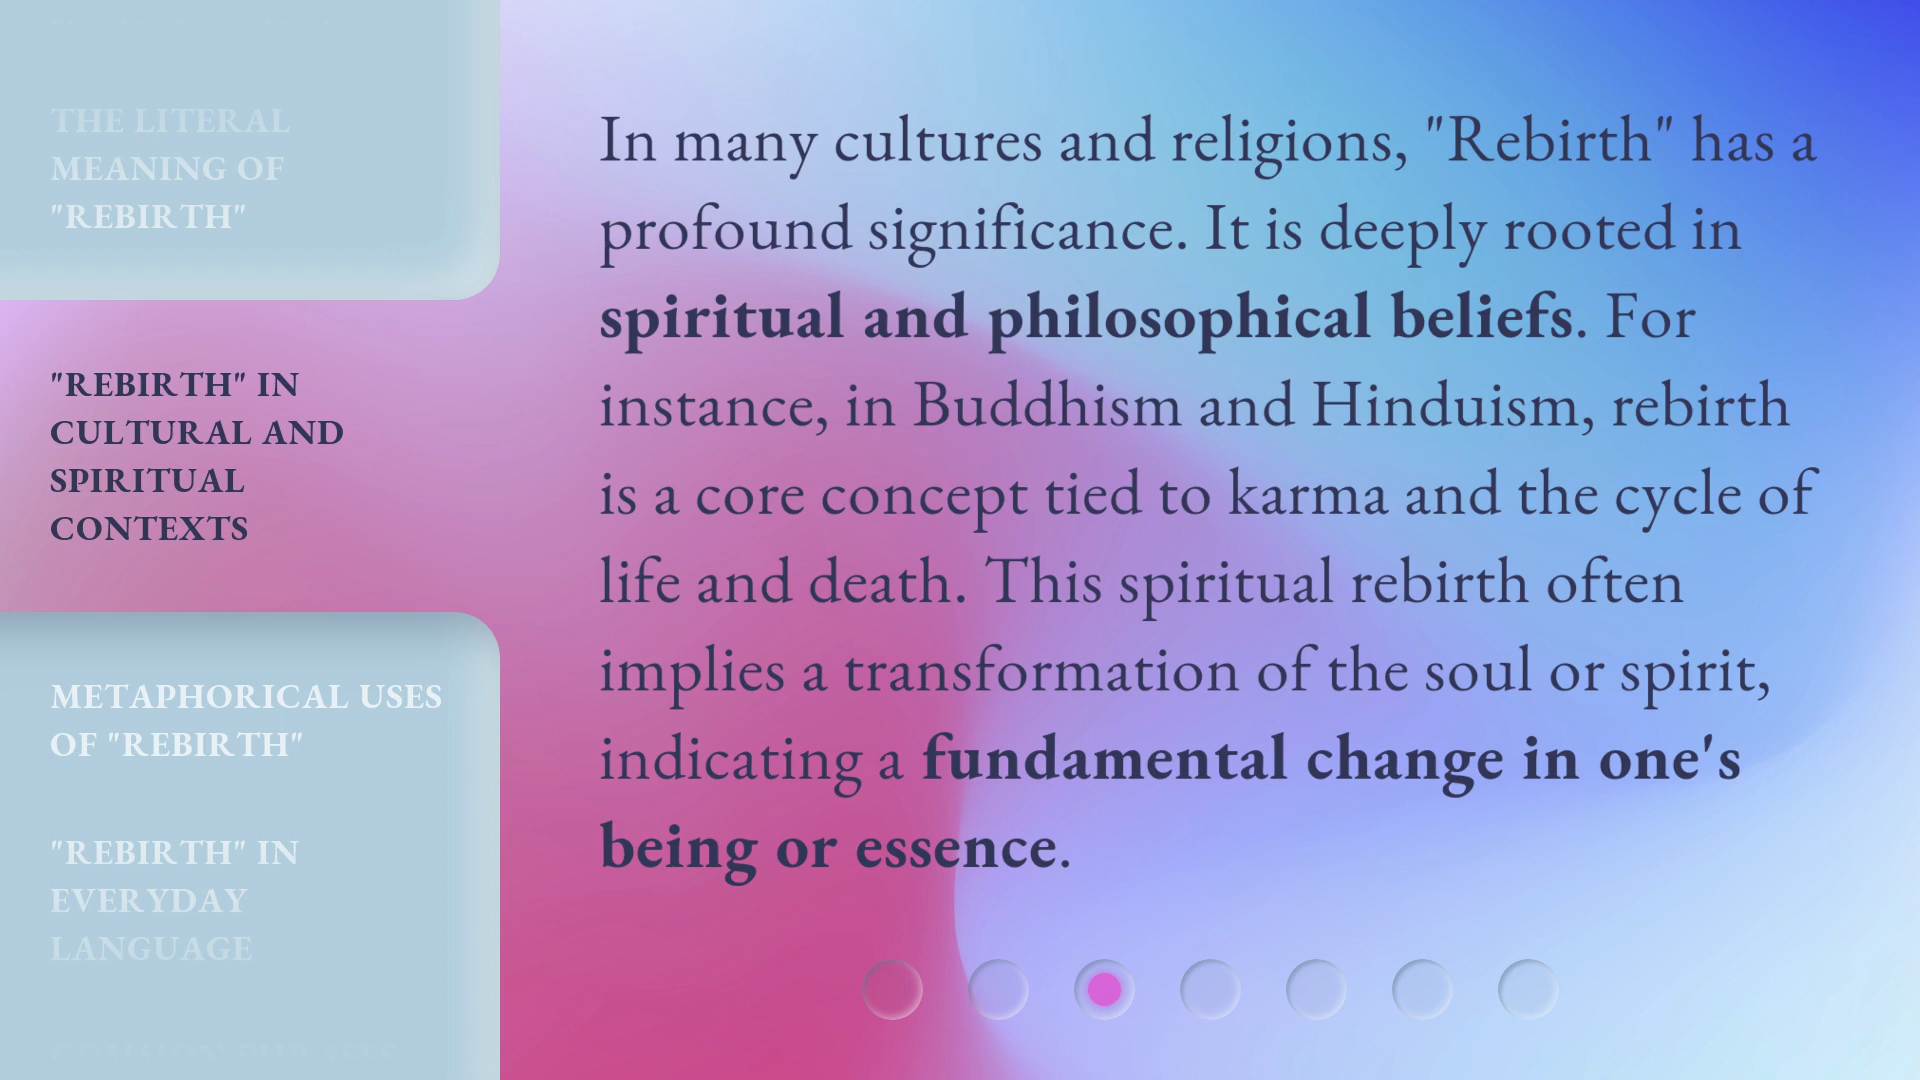 THE LITERAL
MEANING OF
"REBIRTH"
"REBIRTH" IN
CULTURAL AND
SPIRITUAL
CONTEXTS
METAPHORICAL USES
OF "REBIRTH"
"REBIRTH" IN
EVERYDAY
LANGUAGE
In many cultures and religions, "Rebirth" has a
profound significance. It is deeply rooted in
spiritual and philosophical beliefs. For
instance, in Buddhism and Hinduism, rebirth
is a core concept tied to karma and the cycle of
life and death. This spiritual rebirth often
implies a transformation of the soul or spirit,
indicating a fundamental change in one's
being or essence.